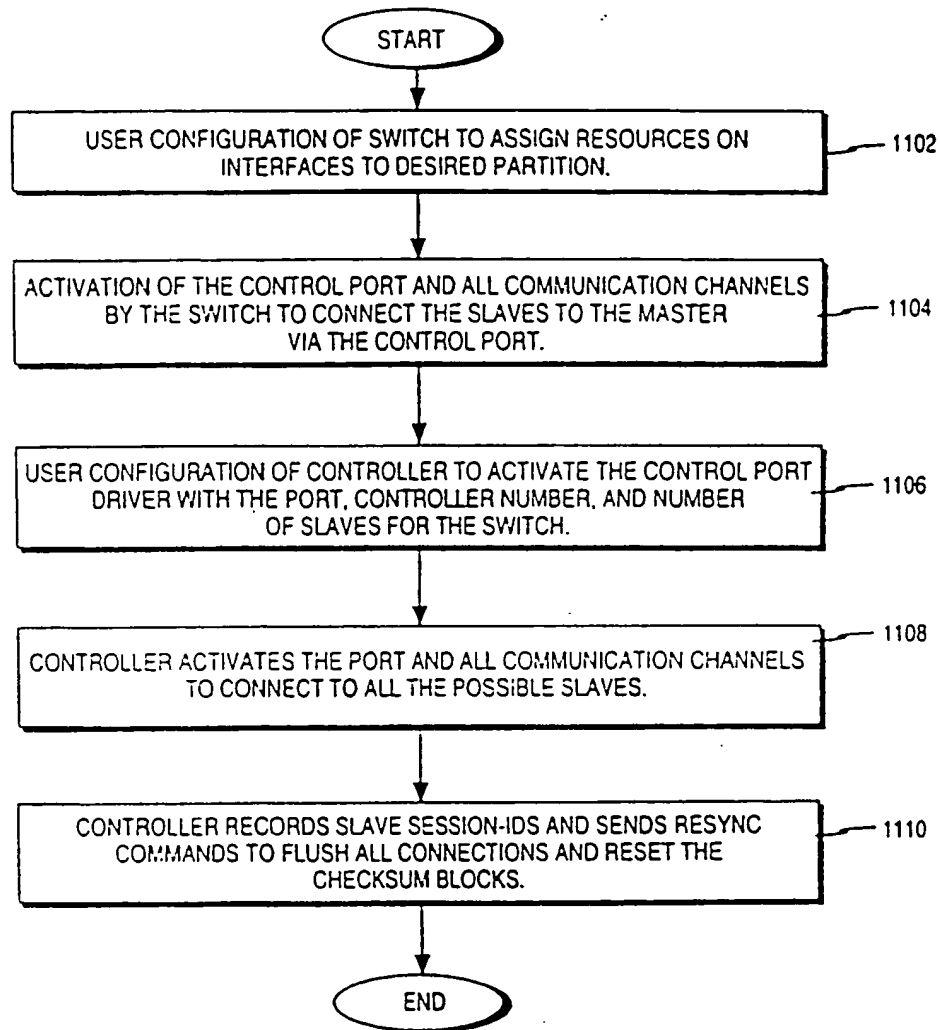 START
USER CONFIGURATION OF SWITCH TO ASSIGN RESOURCES ON
INTERFACES TO DESIRED PARTITION.
1102
ACTIVATION OF THE CONTROL PORT AND ALL COMMUNICATION CHANNELS
BY THE SWITCH TO CONNECT THE SLAVES TO THE MASTER
VIA THE CONTROL PORT.
1104
USER CONFIGURATION OF CONTROLLER TO ACTIVATE THE CONTROL PORT
DRIVER WITH THE PORT, CONTROLLER NUMBER, AND NUMBER
OF SLAVES FOR THE SWITCH.
1106
CONTROLLER ACTIVATES THE PORT AND ALL COMMUNICATION CHANNELS
TO CONNECT TO ALL THE POSSIBLE SLAVES.
1108
CONTROLLER RECORDS SLAVE SESSION-IDS AND SENDS RESYNC
COMMANDS TO FLUSH ALL CONNECTIONS AND RESET THE
CHECKSUM BLOCKS.
1110
END